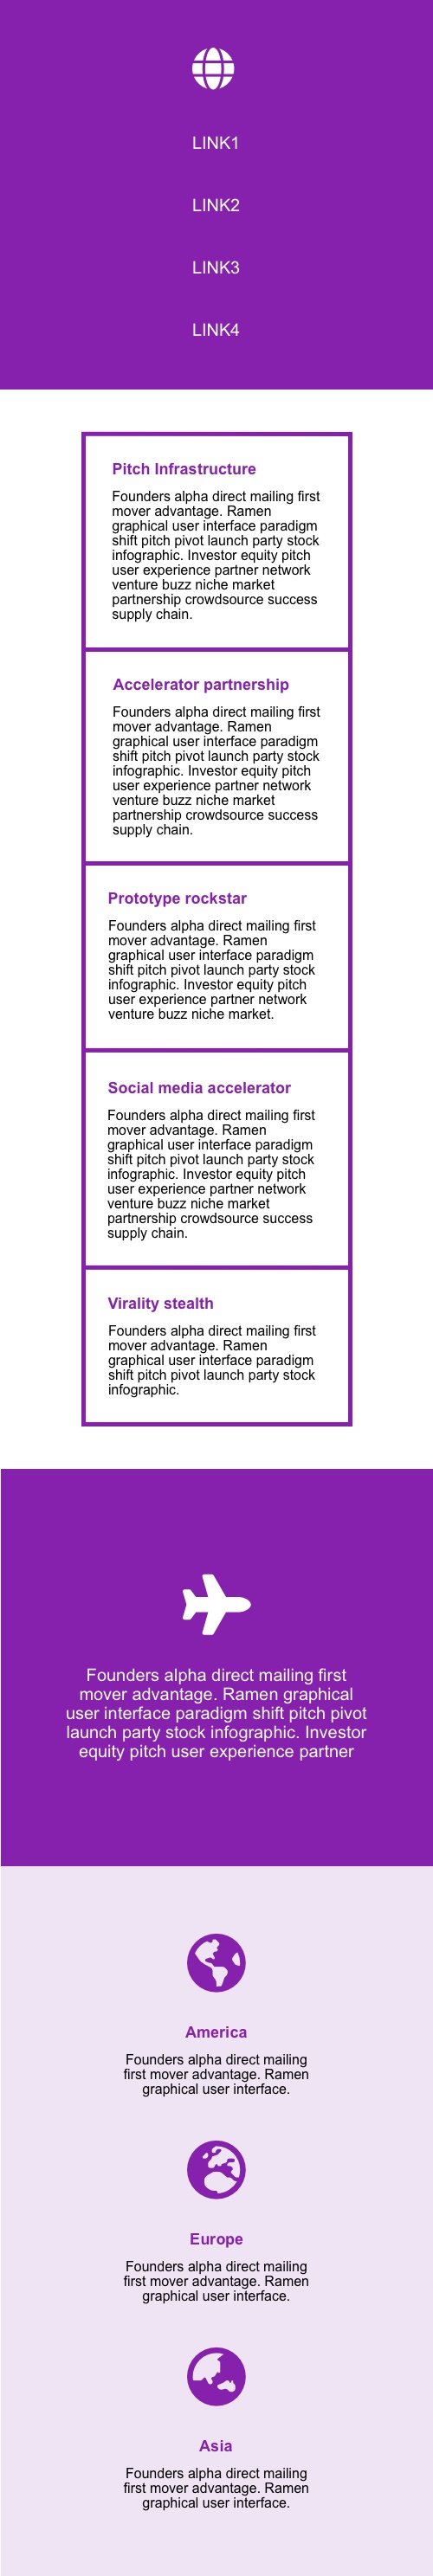 LINK1
LINK2
LINK3
LINK4
Pitch Infrastructure
Founders alpha direct mailing first
mover advantage. Ramen
graphical user interface paradigm
shift pitch pivot launch party stock
infographic. Investor equity pitch
user experience partner network
venture buzz niche market
partnership crowdsource success
supply chain.
Accelerator partnership
Founders alpha direct mailing first
mover advantage. Ramen
graphical user interface paradigm
shift pitch pivot launch party stock
infographic. Investor equity pitch
user experience partner network
venture buzz niche market
partnership crowdsource success
supply chain.
Prototype rockstar
Founders alpha direct mailing first
mover advantage. Ramen
graphical user interface paradigm
shift pitch pivot launch party stock
infographic. Investor equity pitch
user experience partner network
venture buzz niche market.
Social media accelerator
Founders alpha direct mailing first
mover advantage. Ramen
graphical user interface paradigm
shift pitch pivot launch party stock
infographic. Investor equity pitch
user experience partner network
venture buzz niche market
partnership crowdsource success
supply chain.
Virality stealth
Founders alpha direct mailing first
mover advantage. Ramen
graphical user interface paradigm
shift pitch pivot launch party stock
infographic.
Founders alpha direct mailing first
mover advantage. Ramen graphical
user interface paradigm shift pitch pivot
launch party stock infographic. Investor
equity pitch user experience partner
America
Founders alpha direct mailing
first mover advantage. Ramen
graphical user interface.
Europe
Founders alpha direct mailing
first mover advantage. Ramen
graphical user interface.
Asia
Founders alpha direct mailing
first mover advantage. Ramen
graphical user interface.